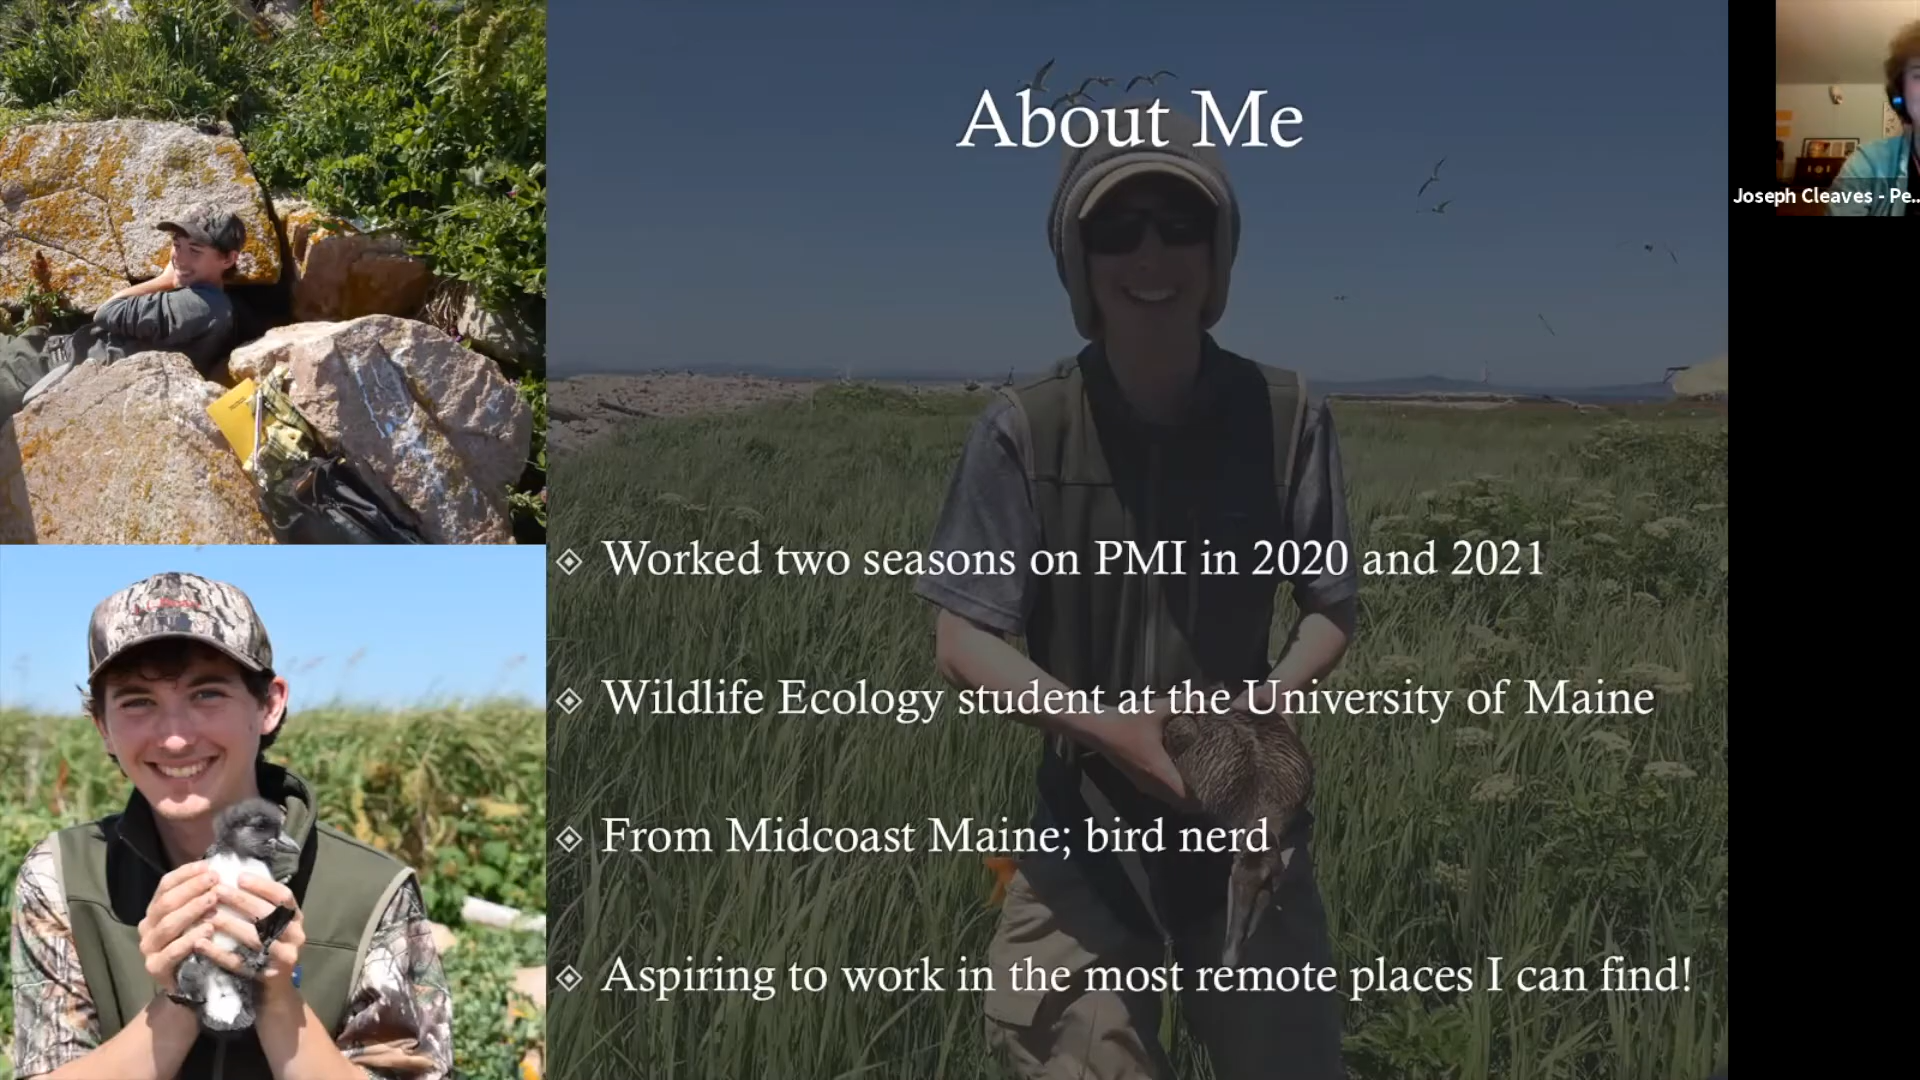 About Me
Worked two seasons on PMI in 2020 and 2021
Wildlife Ecology student at the University of Maine
From Midcoast Maine; bird nerd
Aspiring to work in the most remote places I can find!
Joseph Cleaves - Pe...